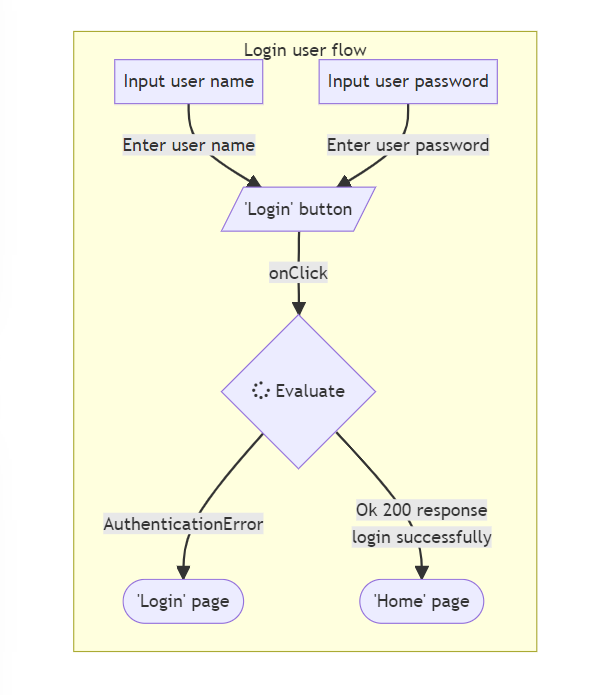 Login user flow
Input user name
Input user password
Enter user name
Enter user password
'Login' button
onClick
Evaluate
AuthenticationError
Ok 200 response
login successfully
'Login' page
'Home' page